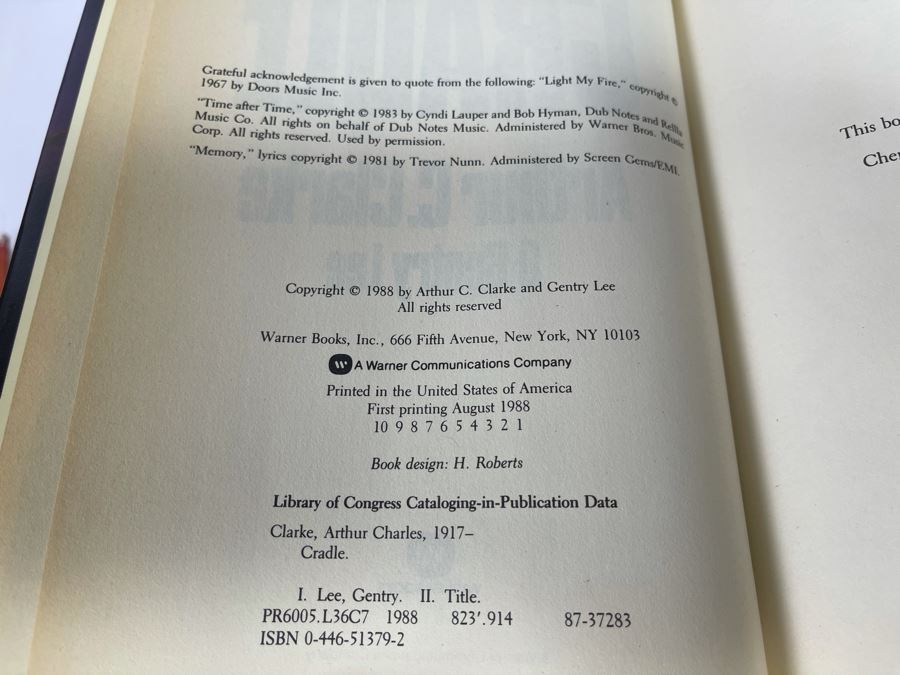 Grateful acknowledgement is given to quote from the following: "Light My Fire," copyright ©
1967 by Doors Music Inc.
"Time after Time," copyright © 1983 by Cyndi Lauper and Bob Hyman, Dub Notes and Rellla
Music Co. All rights on behalf of Dub Notes Music. Administered by Warner Bros. Music
Corp. All rights reserved. Used by permission.
"Memory," lyrics copyright © 1981 by Trevor Nunn. Administered by Screen Gems/EMI.
Copyright © 1988 by Arthur C. Clarke and Gentry Lee
All rights reserved
Warner Books, Inc., 666 Fifth Avenue, New York, NY 10103
A Warner Communications Company
Printed in the United States of America
First printing August 1988
10 9 8 7 6 5 4 3 2 1
Book design: H. Roberts
Library of Congress Cataloging-in-Publication Data
Clarke, Arthur Charles, 1917–
Cradle.
I. Lee, Gentry. II. Title.
PR6005.L36C7 1988 823'.914 87-37283
ISBN 0-446-51379-2
This bo
Cher